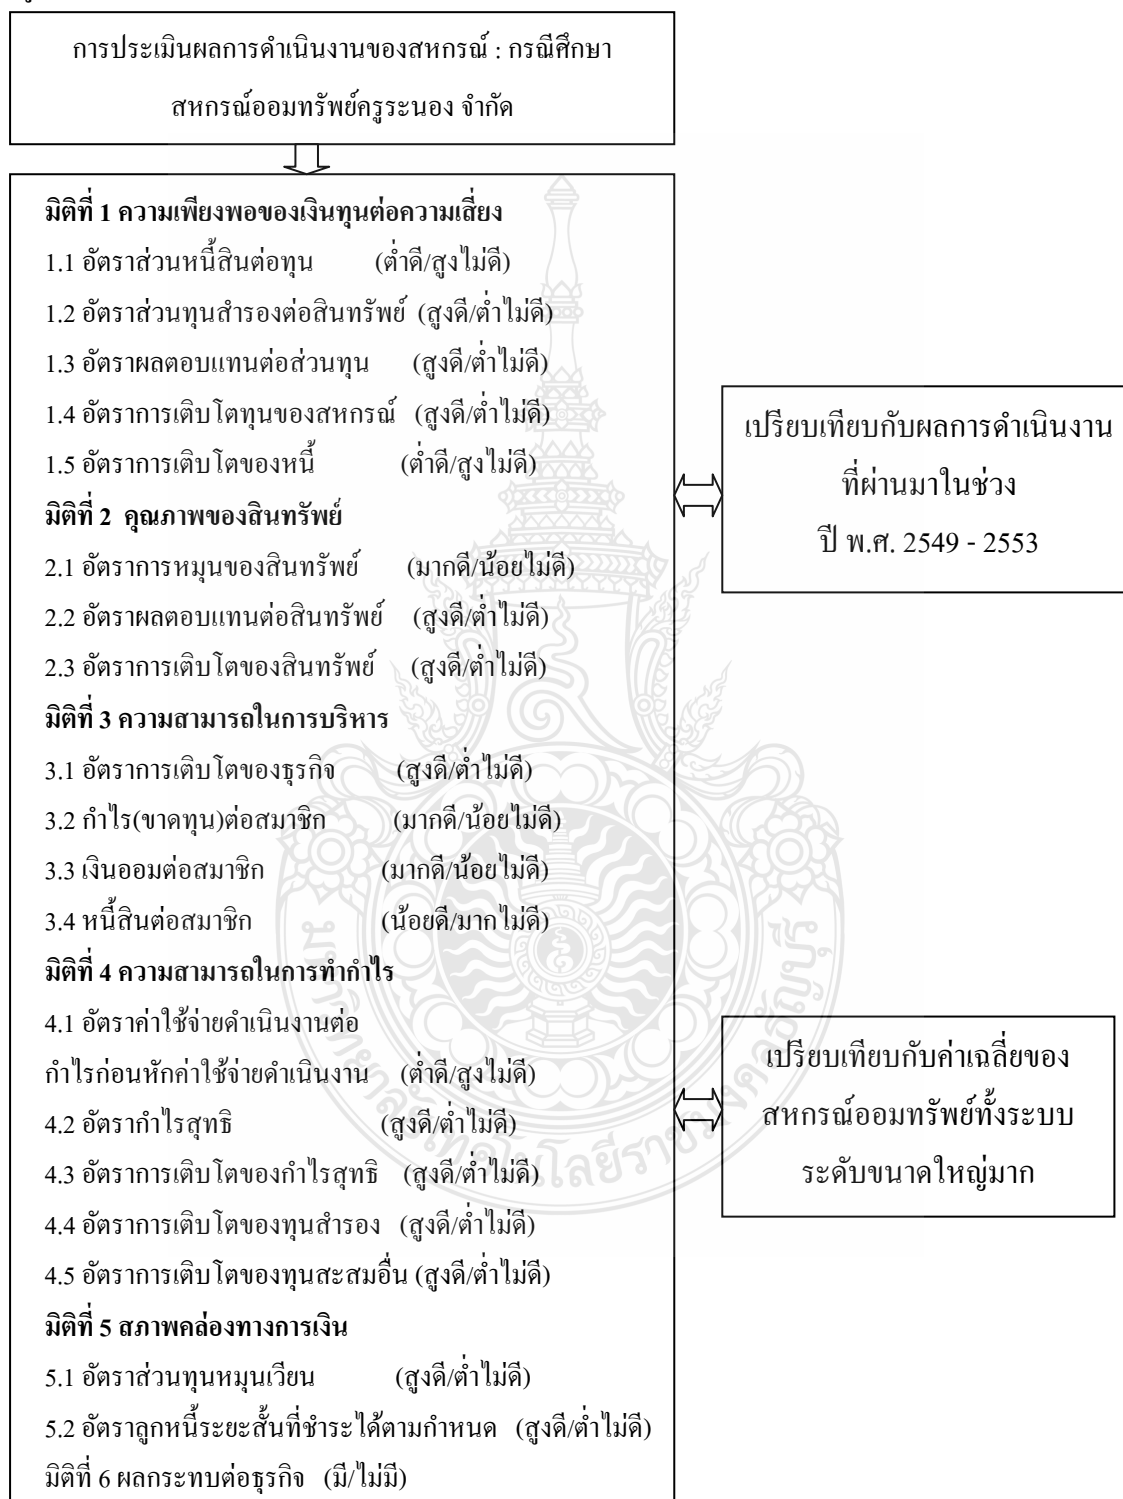 การประเมินผลการดำเนินงานของสหกรณ์ : กรณีศึกษา
สหกรณ์ออมทรัพย์ครูระนอง จำกัด
มิติที่ 1 ความเพียงพอของเงินทุนต่อความเสี่ยง
1.1 อัตราส่วนหนี้สินต่อทุน (ต่ำดี/สูงไม่ดี)
1.2 อัตราส่วนทุนสำรองต่อสินทรัพย์ (สูงดี/ต่ำไม่ดี)
1.3 อัตราผลตอบแทนต่อส่วนทุน (สูงดี/ต่ำไม่ดี)
1.4 อัตราการเติบโตทุนของสหกรณ์ (สูงดี/ต่ำไม่ดี)
1.5 อัตราการเติบโตของหนี้ (ต่ำดี/สูงไม่ดี)
มิติที่ 2 คุณภาพของสินทรัพย์
2.1 อัตราการหมุนของสินทรัพย์ (มากดี/น้อยไม่ดี)
2.2 อัตราผลตอบแทนต่อสินทรัพย์ (สูงดี/ต่ำไม่ดี)
2.3 อัตราการเติบโตของสินทรัพย์ (สูงดี/ต่ำไม่ดี)
มิติที่ 3 ความสามารถในการบริหาร
3.1 อัตราการเติบโตของธุรกิจ (สูงดี/ต่ำไม่ดี)
3.2 กำไร(ขาดทุน)ต่อสมาชิก (มากดี/น้อยไม่ดี)
3.3 เงินออมต่อสมาชิก (มากดี/น้อยไม่ดี)
3.4 หนี้สินต่อสมาชิก (น้อยดี/มากไม่ดี)
มิติที่ 4 ความสามารถในการทำกำไร
4.1 อัตราค่าใช้จ่ายดำเนินงานต่อ
กำไรก่อนหักค่าใช้จ่ายดำเนินงาน (ต่ำดี/สูงไม่ดี)
4.2 อัตรากำไรสุทธิ (สูงดี/ต่ำไม่ดี)
4.3 อัตราการเติบโตของกำไรสุทธิ (สูงดี/ต่ำไม่ดี)
4.4 อัตราการเติบโตของทุนสำรอง (สูงดี/ต่ำไม่ดี)
4.5 อัตราการเติบโตของทุนสะสมอื่น (สูงดี/ต่ำไม่ดี)
มิติที่ 5 สภาพคล่องทางการเงิน
5.1 อัตราส่วนทุนหมุนเวียน (สูงดี/ต่ำไม่ดี)
5.2 อัตราลูกหนี้ระยะสั้นที่ชำระได้ตามกำหนด (สูงดี/ต่ำไม่ดี)
มิติที่ 6 ผลกระทบต่อธุรกิจ (มี/ไม่มี)
เปรียบเทียบกับผลการดำเนินงาน
ที่ผ่านมาในช่วง
ปี พ.ศ. 2549 - 2553
เปรียบเทียบกับค่าเฉลี่ยของ
สหกรณ์ออมทรัพย์ทั้งระบบ
ระดับขนาดใหญ่มาก